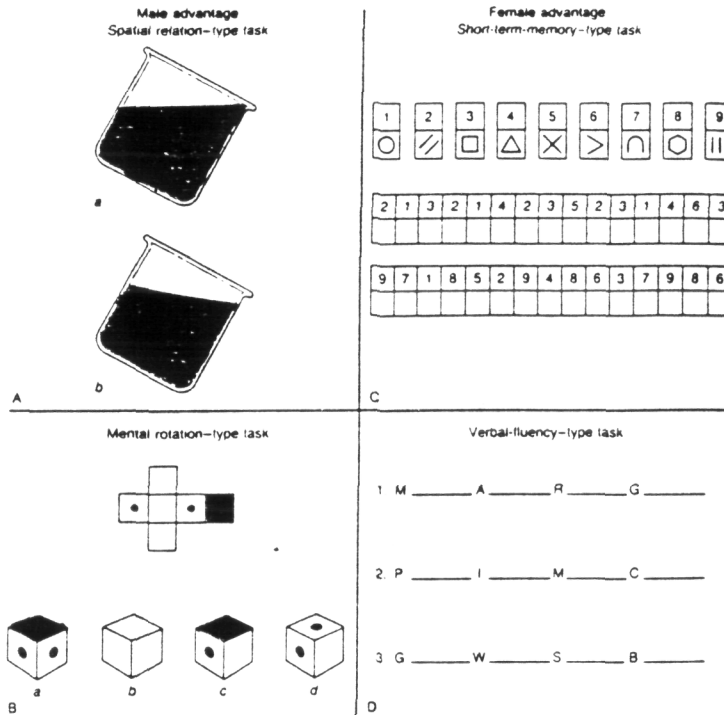 Male advantage
Spatial relation–type task
a
b
A
Female advantage
Short-term-memory–type task
1 2 3 4 5 6 7 8 9
2 1 3 2 1 4 2 3 5 2 3 1 4 6 3
9 7 1 8 5 2 9 4 8 6 3 7 9 8 6
C
Mental rotation–type task
a b c d
B
Verbal-fluency–type task
1. M A R G
2. P I M C
3 G W S B
D